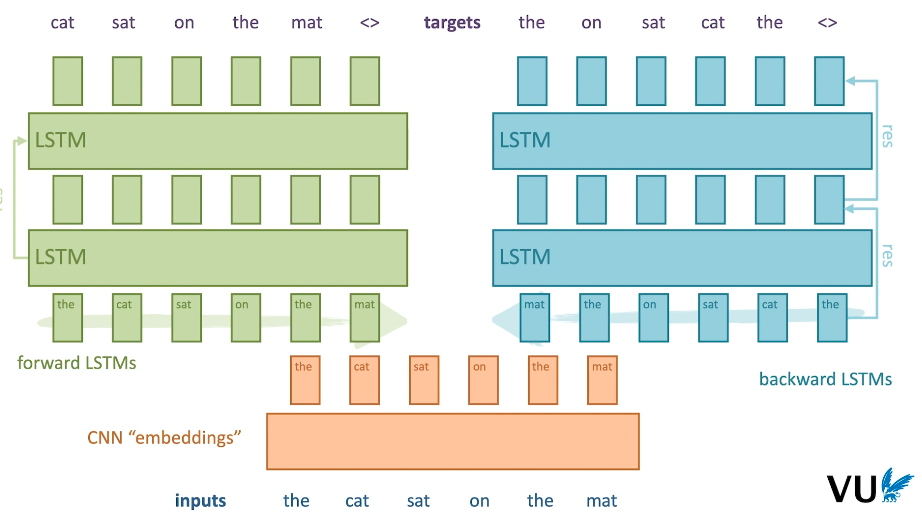 cat sat on the mat <> targets the on sat cat the <>
LSTM LSTM res
LSTM LSTM res
the cat sat on the mat mat the on sat cat the
forward LSTMs
the cat sat on the mat
backward LSTMs
CNN “embeddings”
inputs the cat sat on the mat
VU